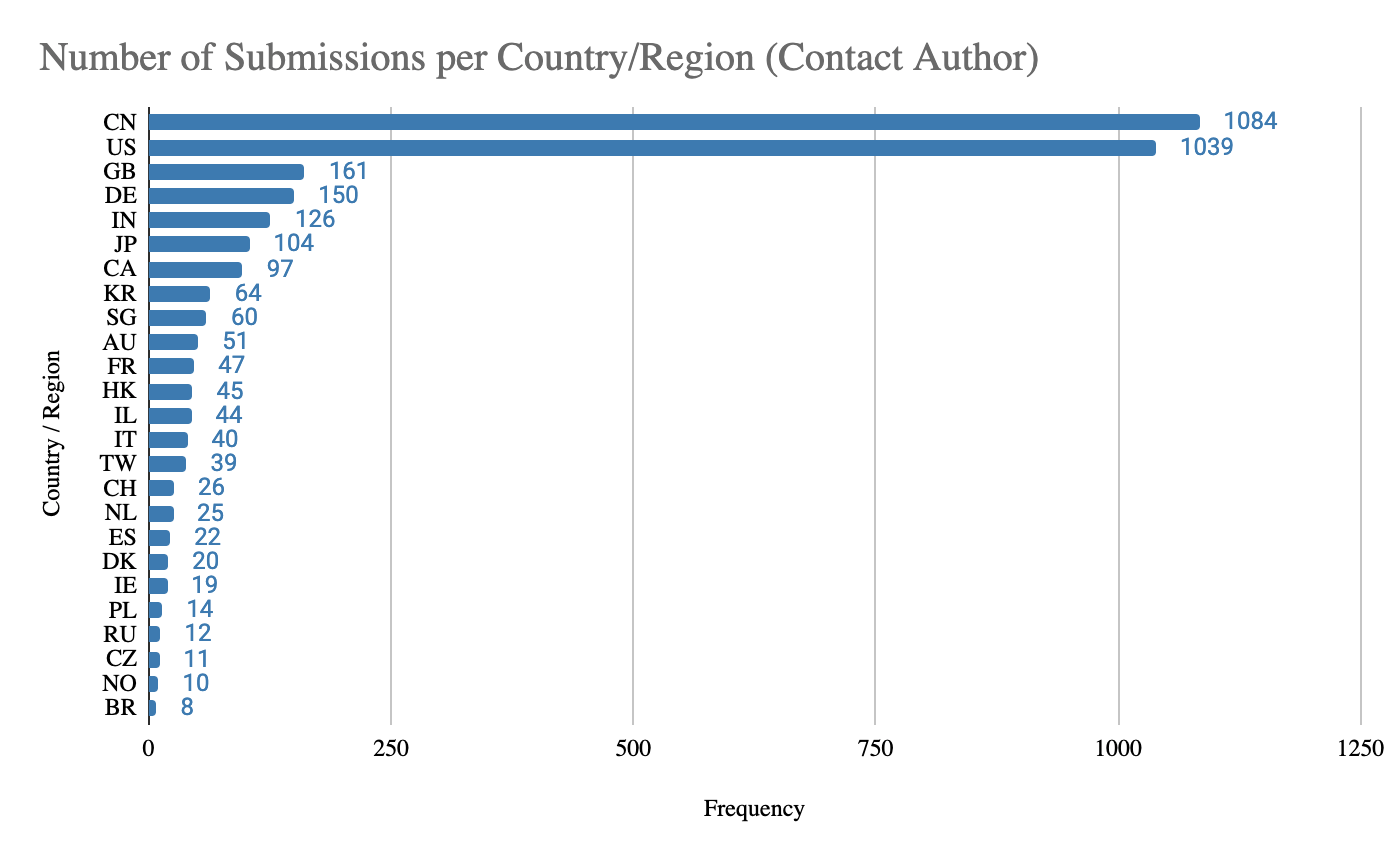 Number of Submissions per Country/Region (Contact Author)
CN 1084
US 1039
GB 161
DE 150
IN 126
JP 104
CA 97
KR 64
SG 60
AU 51
FR 47
HK 45
IL 44
IT 40
TW 39
CH 26
NL 25
ES 22
DK 20
IE 19
PL 14
RU 12
CZ 11
NO 10
BR 8
Country / Region
0 250 500 750 1000 1250
Frequency